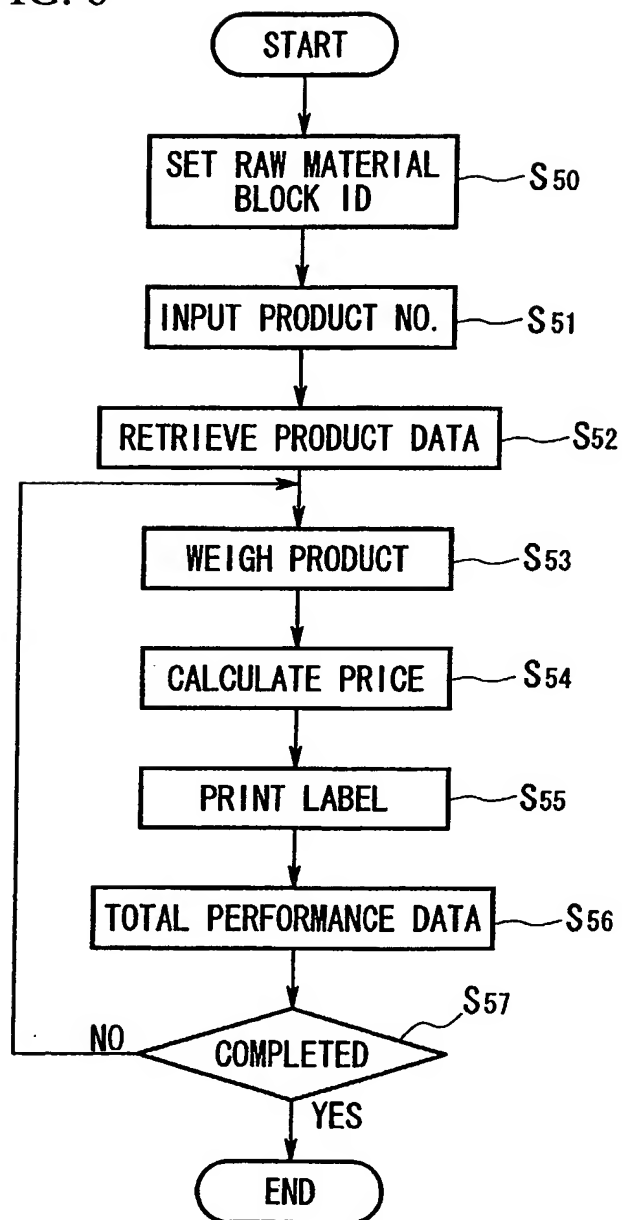 START
SET RAW MATERIAL
BLOCK ID
S50
INPUT PRODUCT NO.
S51
RETRIEVE PRODUCT DATA
S52
WEIGH PRODUCT
S53
CALCULATE PRICE
S54
PRINT LABEL
S55
TOTAL PERFORMANCE DATA
S56
S57
NO
COMPLETED
YES
END